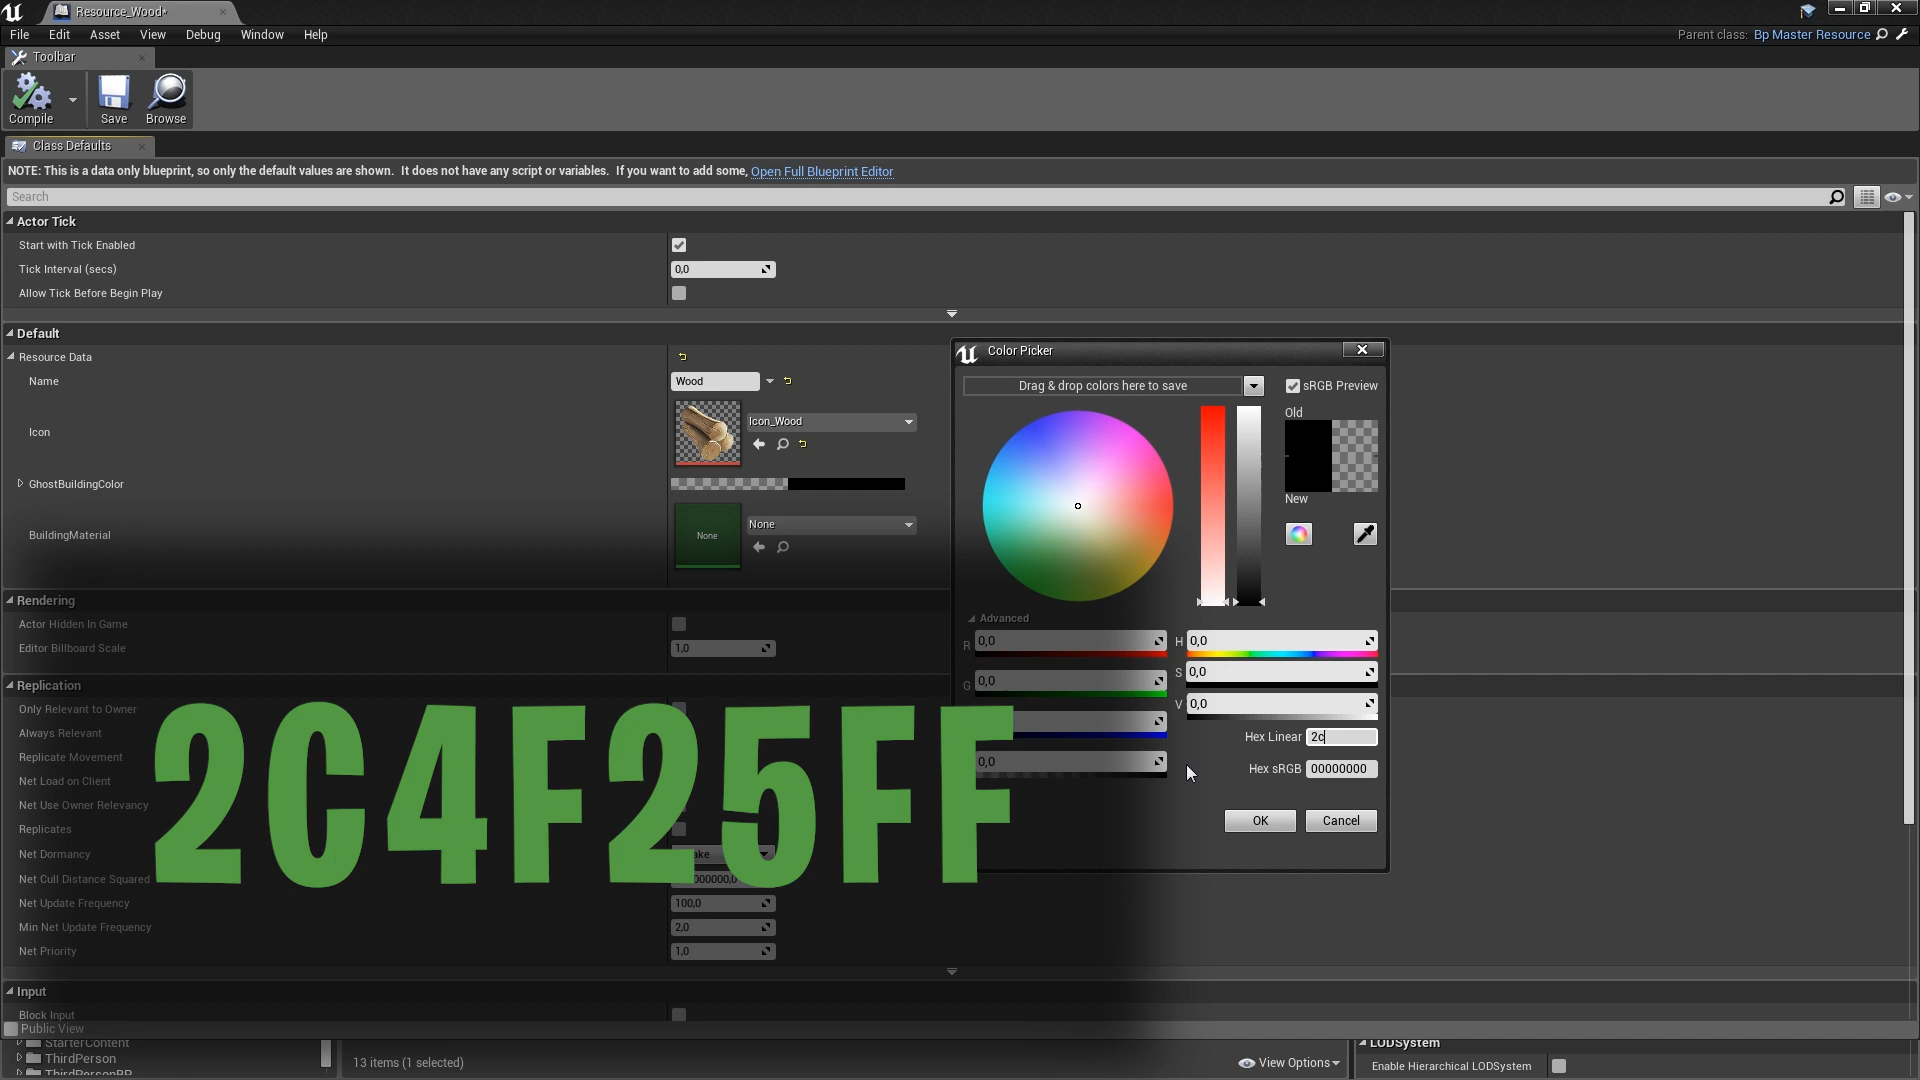 Resource_Wood*
File Edit Asset View Debug Window Help
Parent class: Bp Master Resource
Toolbar
Compile Save Browse
Class Defaults
NOTE: This is a data only blueprint, so only the default values are shown. It does not have any script or variables. If you want to add some, Open Full Blueprint Editor
Search
Actor Tick
Start with Tick Enabled
Tick Interval (secs) 0,0
Allow Tick Before Begin Play
Default
Resource Data
Name Wood
Icon Icon_Wood
GhostBuildingColor
BuildingMaterial None None
Rendering
Actor Hidden In Game
Editor Billboard Scale 1,0
Replication
Only Relevant to Owner
Always Relevant
Replicate Movement
Net Load on Client
Net Use Owner Relevancy
Replicates
Net Dormancy
Net Cull Distance Squared
Net Update Frequency 100,0
Min Net Update Frequency 2,0
Net Priority 1,0
Input
Block Input
Public View
2C4F25FF
Color Picker
Drag & drop colors here to save
sRGB Preview
Old
New
Advanced
R 0,0 H 0,0
G 0,0 S 0,0
V 0,0
0,0
Hex Linear 2c
Hex sRGB 00000000
OK Cancel
StarterContent
ThirdPerson
ThirdPersonBP
13 items (1 selected)
View Options
LODSystem
Enable Hierarchical LODSystem